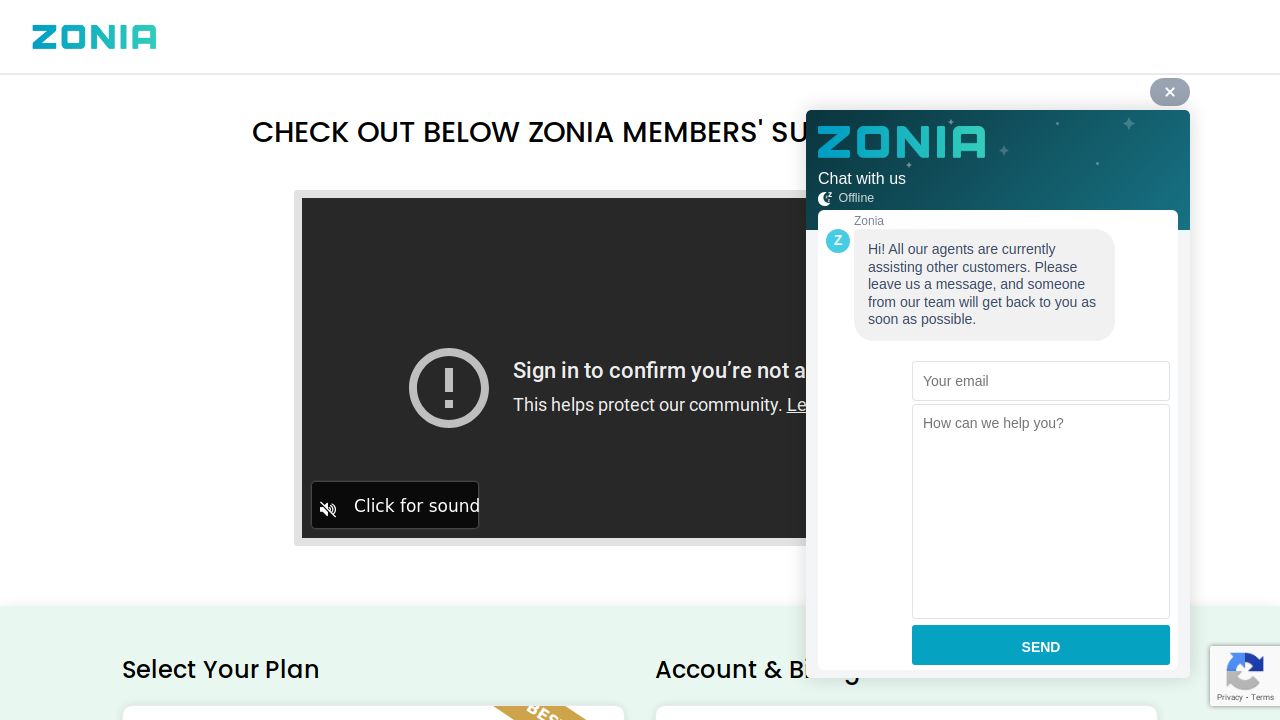 ZONIA
CHECK OUT BELOW ZONIA MEMBERS' SU
Sign in to confirm you're not a
This helps protect our community. Le
Click for sound
Select Your Plan
BES
Account & Bi
g
×
ZONIA
Chat with us
Offline
Zonia
Z
Hi! All our agents are currently
assisting other customers. Please
leave us a message, and someone
from our team will get back to you as
soon as possible.
Your email
How can we help you?
SEND
Privacy - Terms